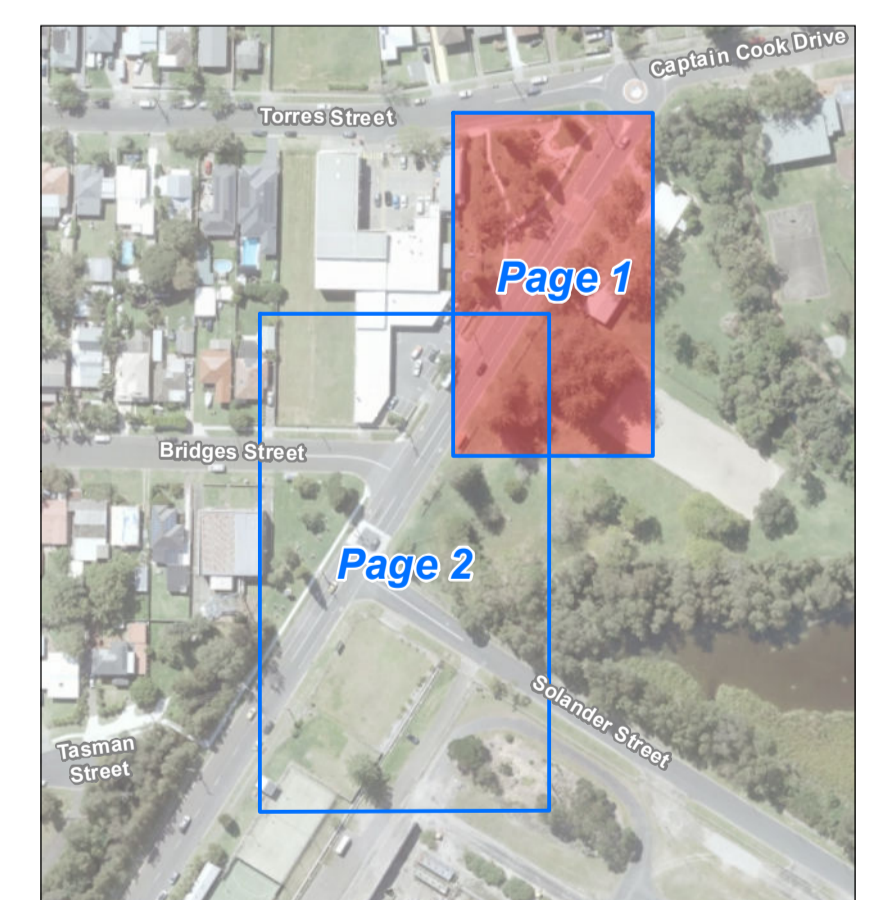 Captain Cook Drive
Torres Street
Page 1
Bridges Street
Page 2
Solander Street
Tasman
Street